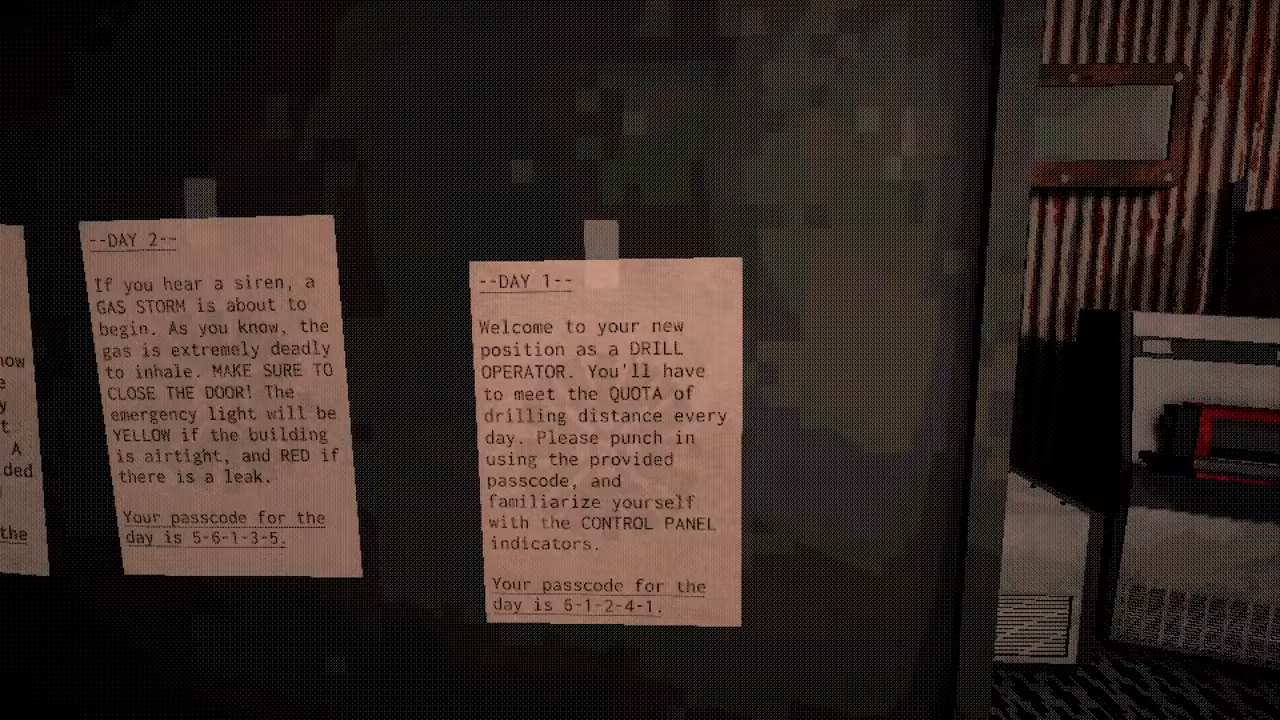 now
e
y
t
A
ded
the
--DAY 2--
If you hear a siren, a
GAS STORM is about to
begin. As you know, the
gas is extremely deadly
to inhale. MAKE SURE TO
CLOSE THE DOOR! The
emergency light will be
YELLOW if the building
is airtight, and RED if
there is a leak.
Your passcode for the
day is 5-6-1-3-5.
--DAY 1--
Welcome to your new
position as a DRILL
OPERATOR. You'll have
to meet the QUOTA of
drilling distance every
day. Please punch in
using the provided
passcode, and
familiarize yourself
with the CONTROL PANEL
indicators.
Your passcode for the
day is 6-1-2-4-1.